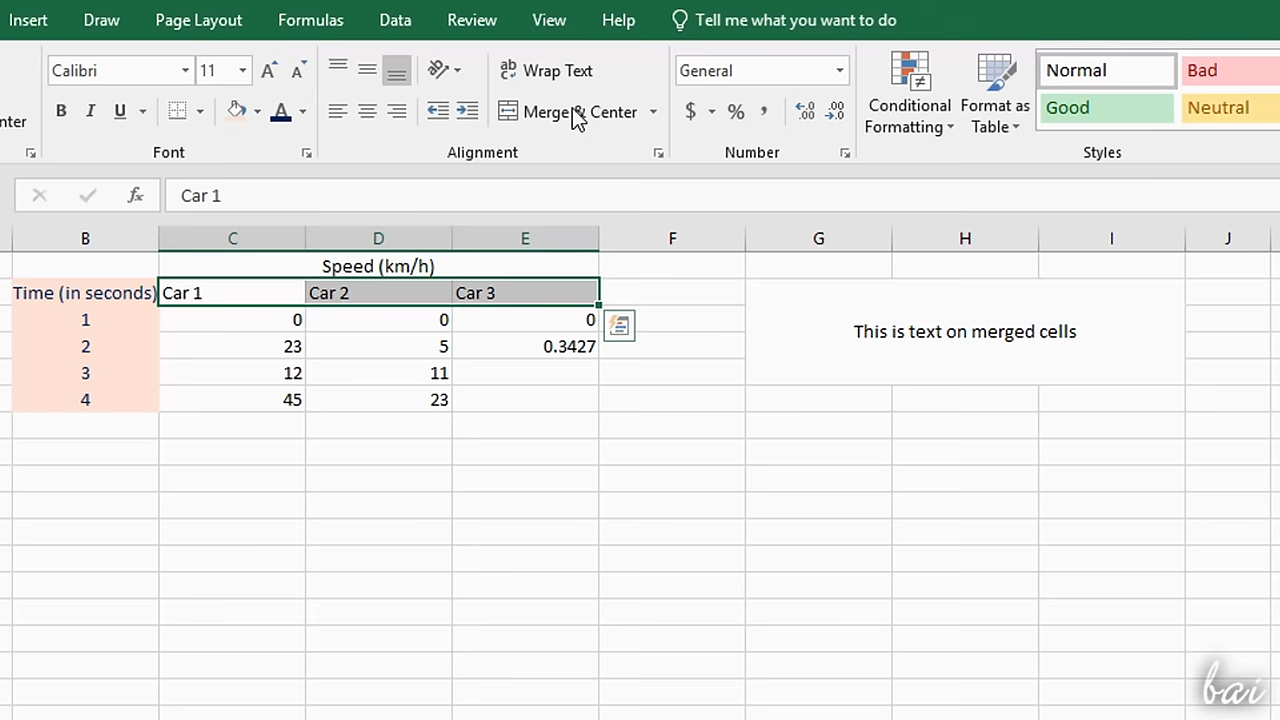 Insert Draw Page Layout Formulas Data Review View Help Tell me what you want to do
Calibri 11 A A ab Wrap Text General Normal Bad
B I U A Merge & Center $ % , Conditional Formatting Format as Table Good Neutral
nter
Font Alignment Number Styles
fx Car 1
B C D E F G H I J
Speed (km/h)
Time (in seconds) Car 1 Car 2 Car 3
1 0 0 0
This is text on merged cells
2 23 5 0.3427
3 12 11
4 45 23
bai